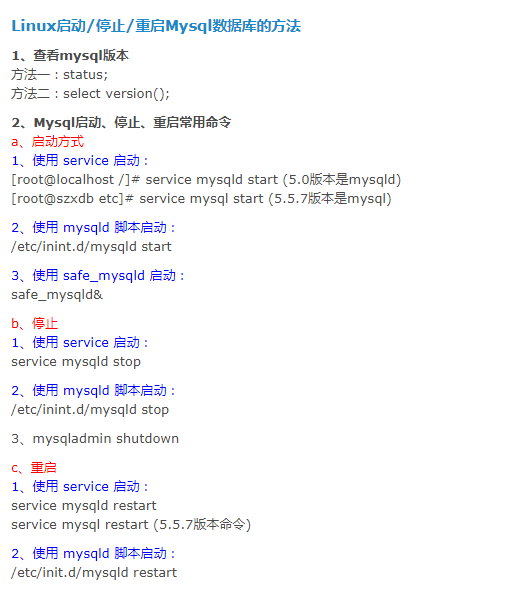 Linux启动/停止/重启Mysql数据库的方法
1、查看mysql版本
方法一：status;
方法二：select version();
2、Mysql启动、停止、重启常用命令
a、启动方式
1、使用 service 启动：
[root@localhost /]# service mysqld start (5.0版本是mysqld)
[root@szxdb etc]# service mysql start (5.5.7版本是mysql)
2、使用 mysqld 脚本启动：
/etc/inint.d/mysqld start
3、使用 safe_mysqld 启动：
safe_mysqld&
b、停止
1、使用 service 启动：
service mysqld stop
2、使用 mysqld 脚本启动：
/etc/inint.d/mysqld stop
3、mysqladmin shutdown
c、重启
1、使用 service 启动：
service mysqld restart
service mysql restart (5.5.7版本命令)
2、使用 mysqld 脚本启动：
/etc/init.d/mysqld restart